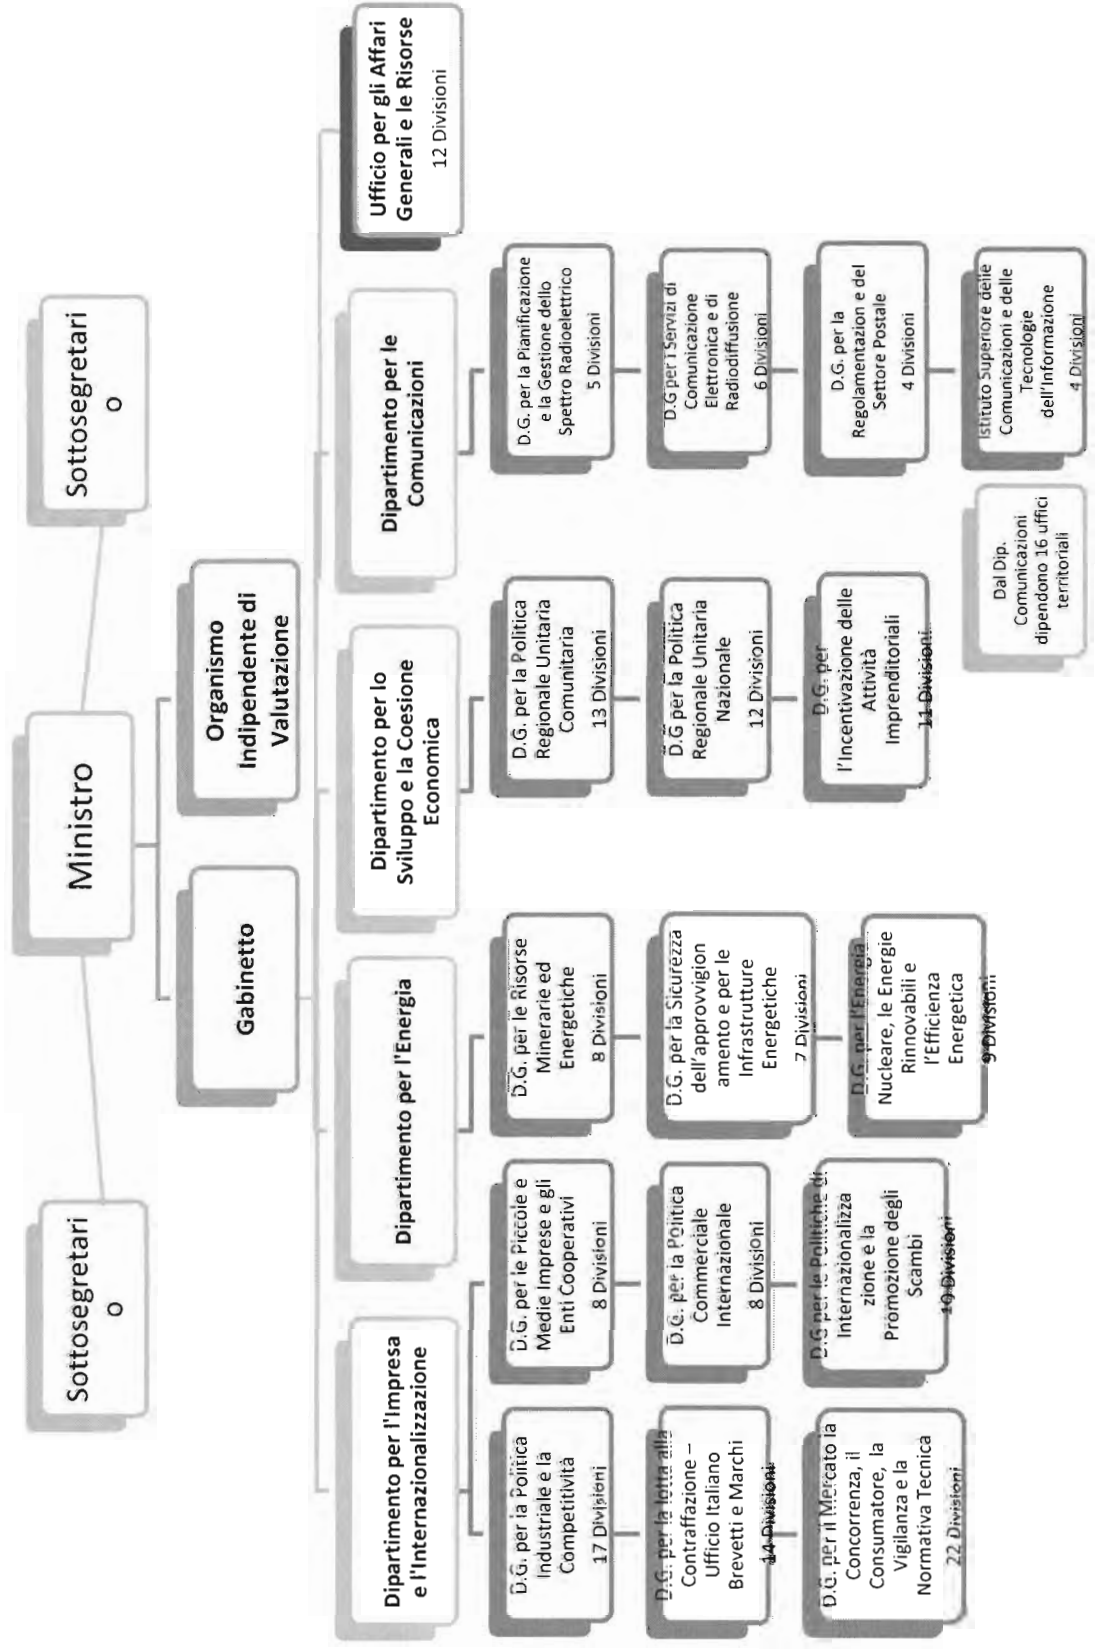 Sottosegretari
o
Ministro
Sottosegretari
o
Gabinetto
Organismo
Indipendente di
Valutazione
Dipartimento per l'Impresa
e l'Internazionalizzazione
Dipartimento per l'Energia
Dipartimento per lo
Sviluppo e la Coesione
Economica
Dipartimento per le
Comunicazioni
Ufficio per gli Affari
Generali e le Risorse
12 Divisioni
D.G. per la Politica
Industriale e la
Competitività
17 Divisioni
D.G. per la lotta alla
Contraffazione –
Ufficio Italiano
Brevetti e Marchi
14 Divisioni
D.G. per il Mercato la
Concorrenza, il
Consumatore, la
Vigilanza e la
Normativa Tecnica
22 Divisioni
D.G. per le Piccole e
Medie Imprese e gli
Enti Cooperativi
8 Divisioni
D.G. per la Politica
Commerciale
Internazionale
8 Divisioni
D.G per le Politiche di
Internazionalizza
zione e la
Promozione degli
Scambi
10 Divisioni
D.G. per le Risorse
Minerarie ed
Energetiche
8 Divisioni
D.G. per la Sicurezza
dell'approvvigion
amento e per le
Infrastrutture
Energetiche
7 Divisioni
D.G. per l'Energia
Nucleare, le Energie
Rinnovabili e
l'Efficienza
Energetica
9 Divisioni
D.G. per la Politica
Regionale Unitaria
Comunitaria
13 Divisioni
D.G per la Politica
Regionale Unitaria
Nazionale
12 Divisioni
D.G. per
l'Incentivazione delle
Attività
Imprenditoriali
11 Divisioni
D.G. per la Pianificazione
e la Gestione dello
Spettro Radioelettrico
5 Divisioni
D.G per i Servizi di
Comunicazione
Elettronica e di
Radiodiffusione
6 Divisioni
D.G. per la
Regolamentazion e del
Settore Postale
4 Divisioni
Istituto Superiore delle
Comunicazioni e delle
Tecnologie
dell'Informazione
4 Divisioni
Dal Dip.
Comunicazioni
dipendono 16 uffici
territoriali